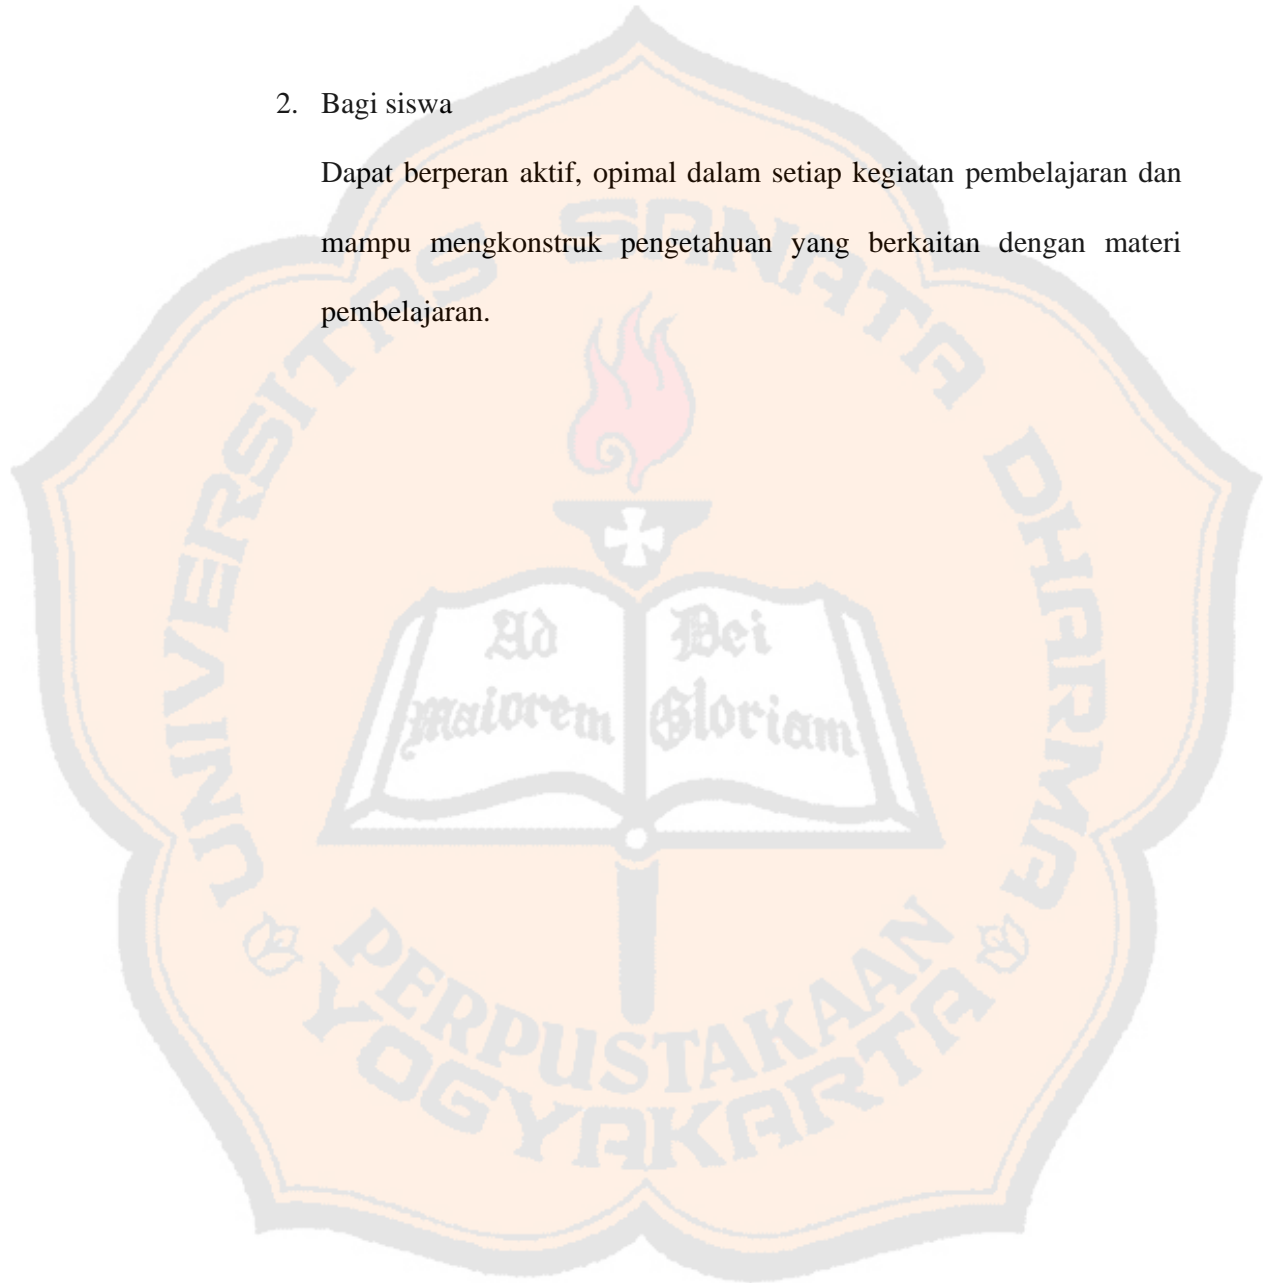 2. Bagi siswa
Dapat berperan aktif, opimal dalam setiap kegiatan pembelajaran dan
mampu mengkonstruk pengetahuan yang berkaitan dengan materi
pembelajaran.
UNIVERSITAS SANATA DHARMA
Ad Dei
maiorem Gloriam
PERPUSTAKAAN
YOGYAKARTA